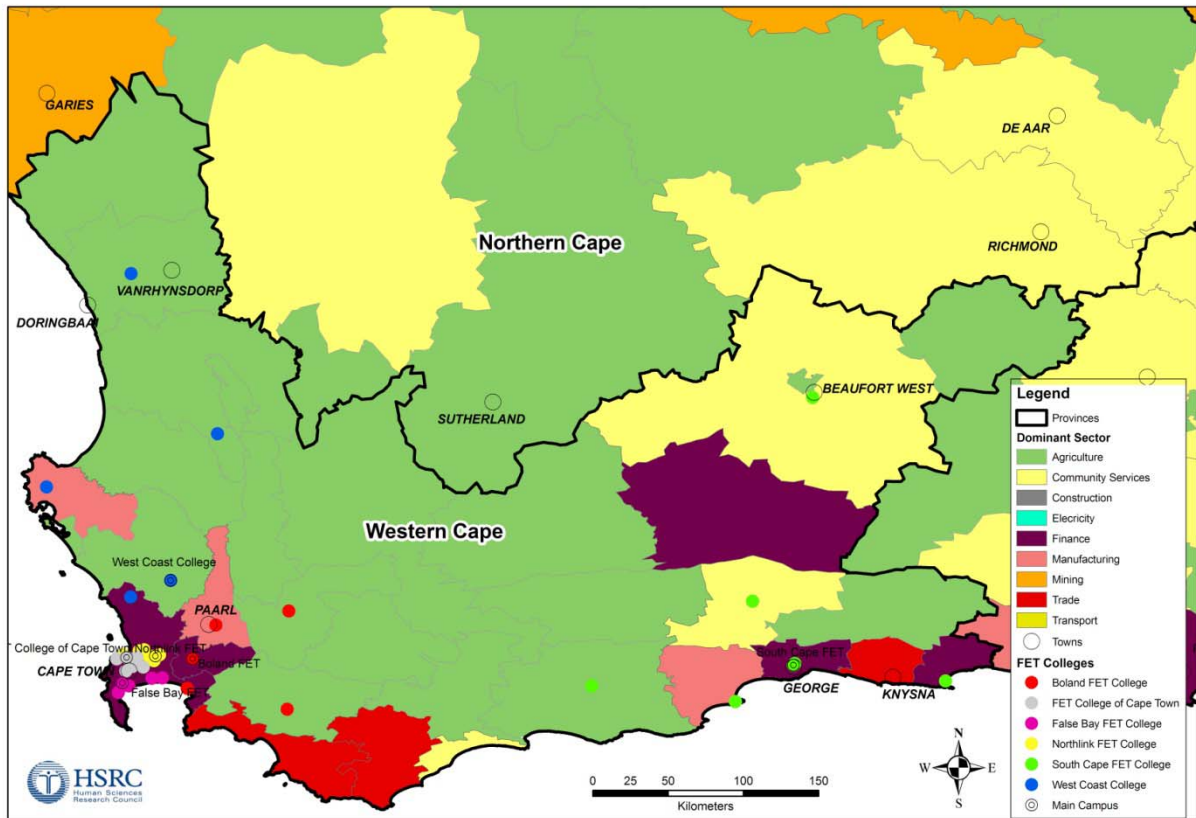 GARIES
DE AAR
Northern Cape
RICHMOND
VANRHYNSDORP
DORINGBAAI
BEAUFORT WEST
SUTHERLAND
Western Cape
West Coast College
PAARL
College of Cape Town
Northlink FET
CAPE TOWN
Boland FET
False Bay FET
South Cape FET
GEORGE
KNYSNA
Legend
Provinces
Dominant Sector
Agriculture
Community Services
Construction
Elecricity
Finance
Manufacturing
Mining
Trade
Transport
Towns
FET Colleges
Boland FET College
FET College of Cape Town
False Bay FET College
Northlink FET College
South Cape FET College
West Coast College
Main Campus
N
W
E
S
0 25 50 100 150
Kilometers
HSRC
Human Sciences
Research Council